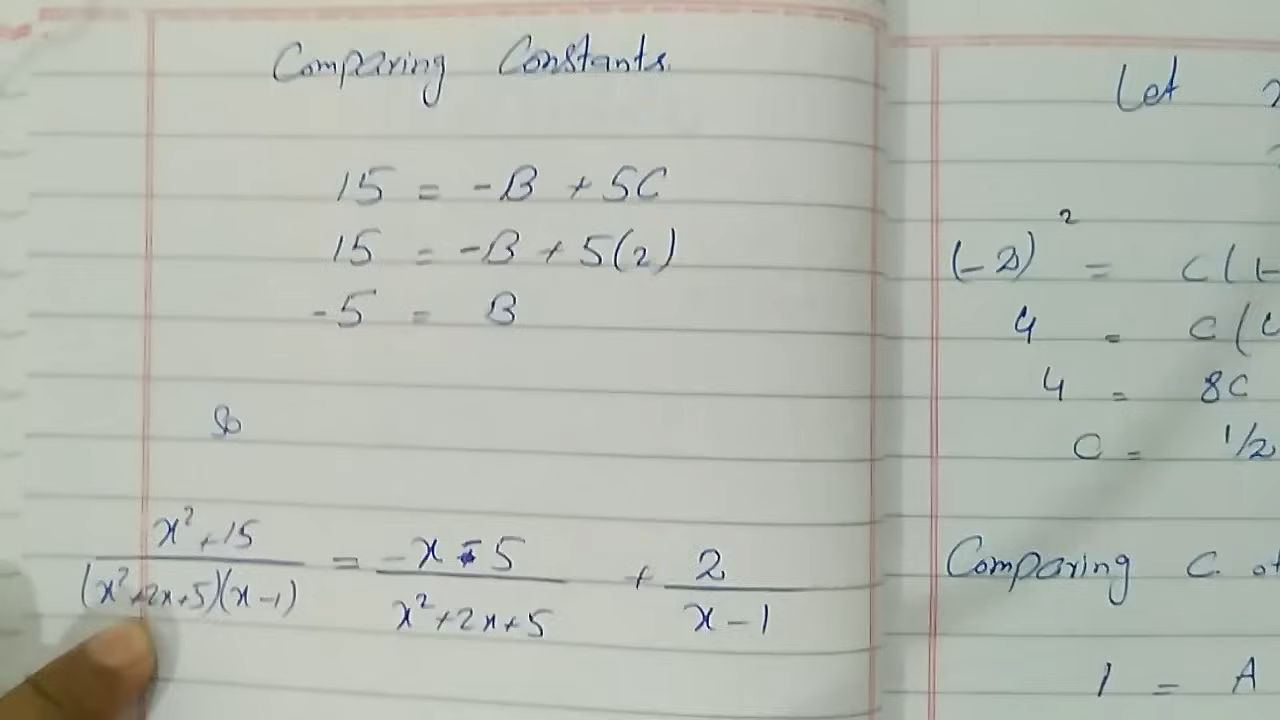 Comparing Constants.
15 = -B + 5C
15 = -B + 5(2)
-5 = B
So
x² + 15 / (x² + 2x + 5)(x - 1) = -x - 5 / x² + 2x + 5 + 2 / x - 1
Let
(-2)² = C(
4 = C(
4 = 8C
C = 1/2
Comparing C. of
1 = A